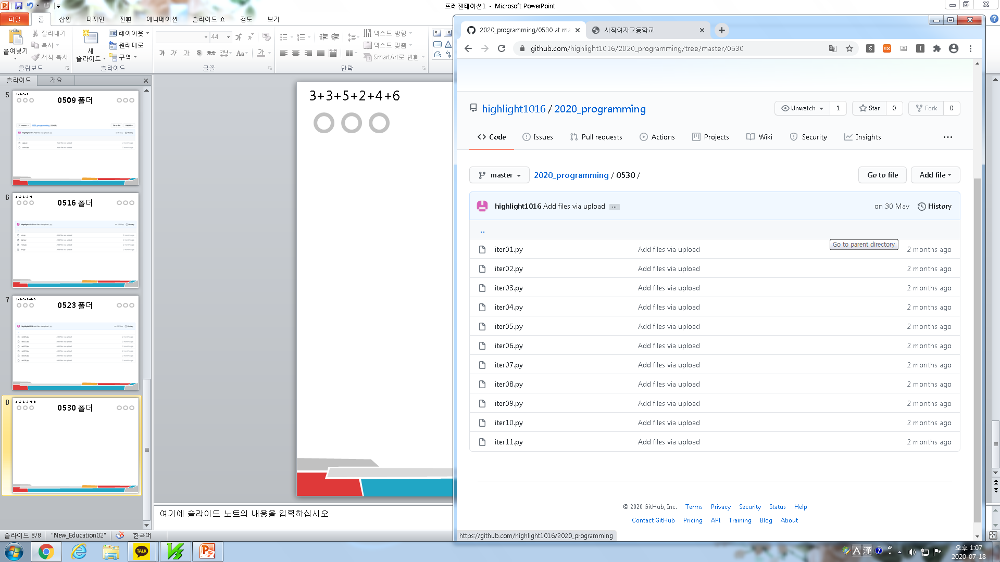 프레젠테이션1 - Microsoft PowerPoint
파일 홈 삽입 디자인 전환 애니메이션 슬라이드 쇼 검토 보기
붙여넣기
잘라내기
복사
서식 복사
클립보드
새 슬라이드
레이아웃
원래대로
구역
슬라이드
44
가 가 가 S 가나 Aa 가
글꼴
텍스트 방향
텍스트 맞춤
SmartArt로 변환
단락
슬라이드 개요
5
0509 폴더
6
0516 폴더
7
0523 폴더
8
0530 폴더
3+3+5+2+4+6
여기에 슬라이드 노트의 내용을 입력하십시오
슬라이드 8/8 "New_Education02" 한국어
2020_programming/0530 at ma
사직여자고등학교
github.com/highlight1016/2020_programming/tree/master/0530
highlight1016 / 2020_programming
Unwatch 1 Star 0 Fork 0
Code Issues Pull requests Actions Projects Wiki Security Insights
master 2020_programming / 0530 / Go to file Add file
highlight1016 Add files via upload ... on 30 May History
..
Go to parent directory
iter01.py Add files via upload 2 months ago
iter02.py Add files via upload 2 months ago
iter03.py Add files via upload 2 months ago
iter04.py Add files via upload 2 months ago
iter05.py Add files via upload 2 months ago
iter06.py Add files via upload 2 months ago
iter07.py Add files via upload 2 months ago
iter08.py Add files via upload 2 months ago
iter09.py Add files via upload 2 months ago
iter10.py Add files via upload 2 months ago
iter11.py Add files via upload 2 months ago
© 2020 GitHub, Inc. Terms Privacy Security Status Help
Contact GitHub Pricing API Training Blog About
https://github.com/highlight1016/2020_programming
TALK
A 漢
오후 1:07
2020-07-18